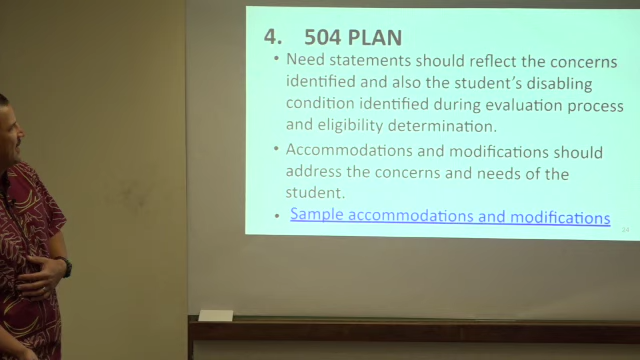 4. 504 PLAN
• Need statements should reflect the concerns
identified and also the student's disabling
condition identified during evaluation process
and eligibility determination.
• Accommodations and modifications should
address the concerns and needs of the
student.
• Sample accommodations and modifications